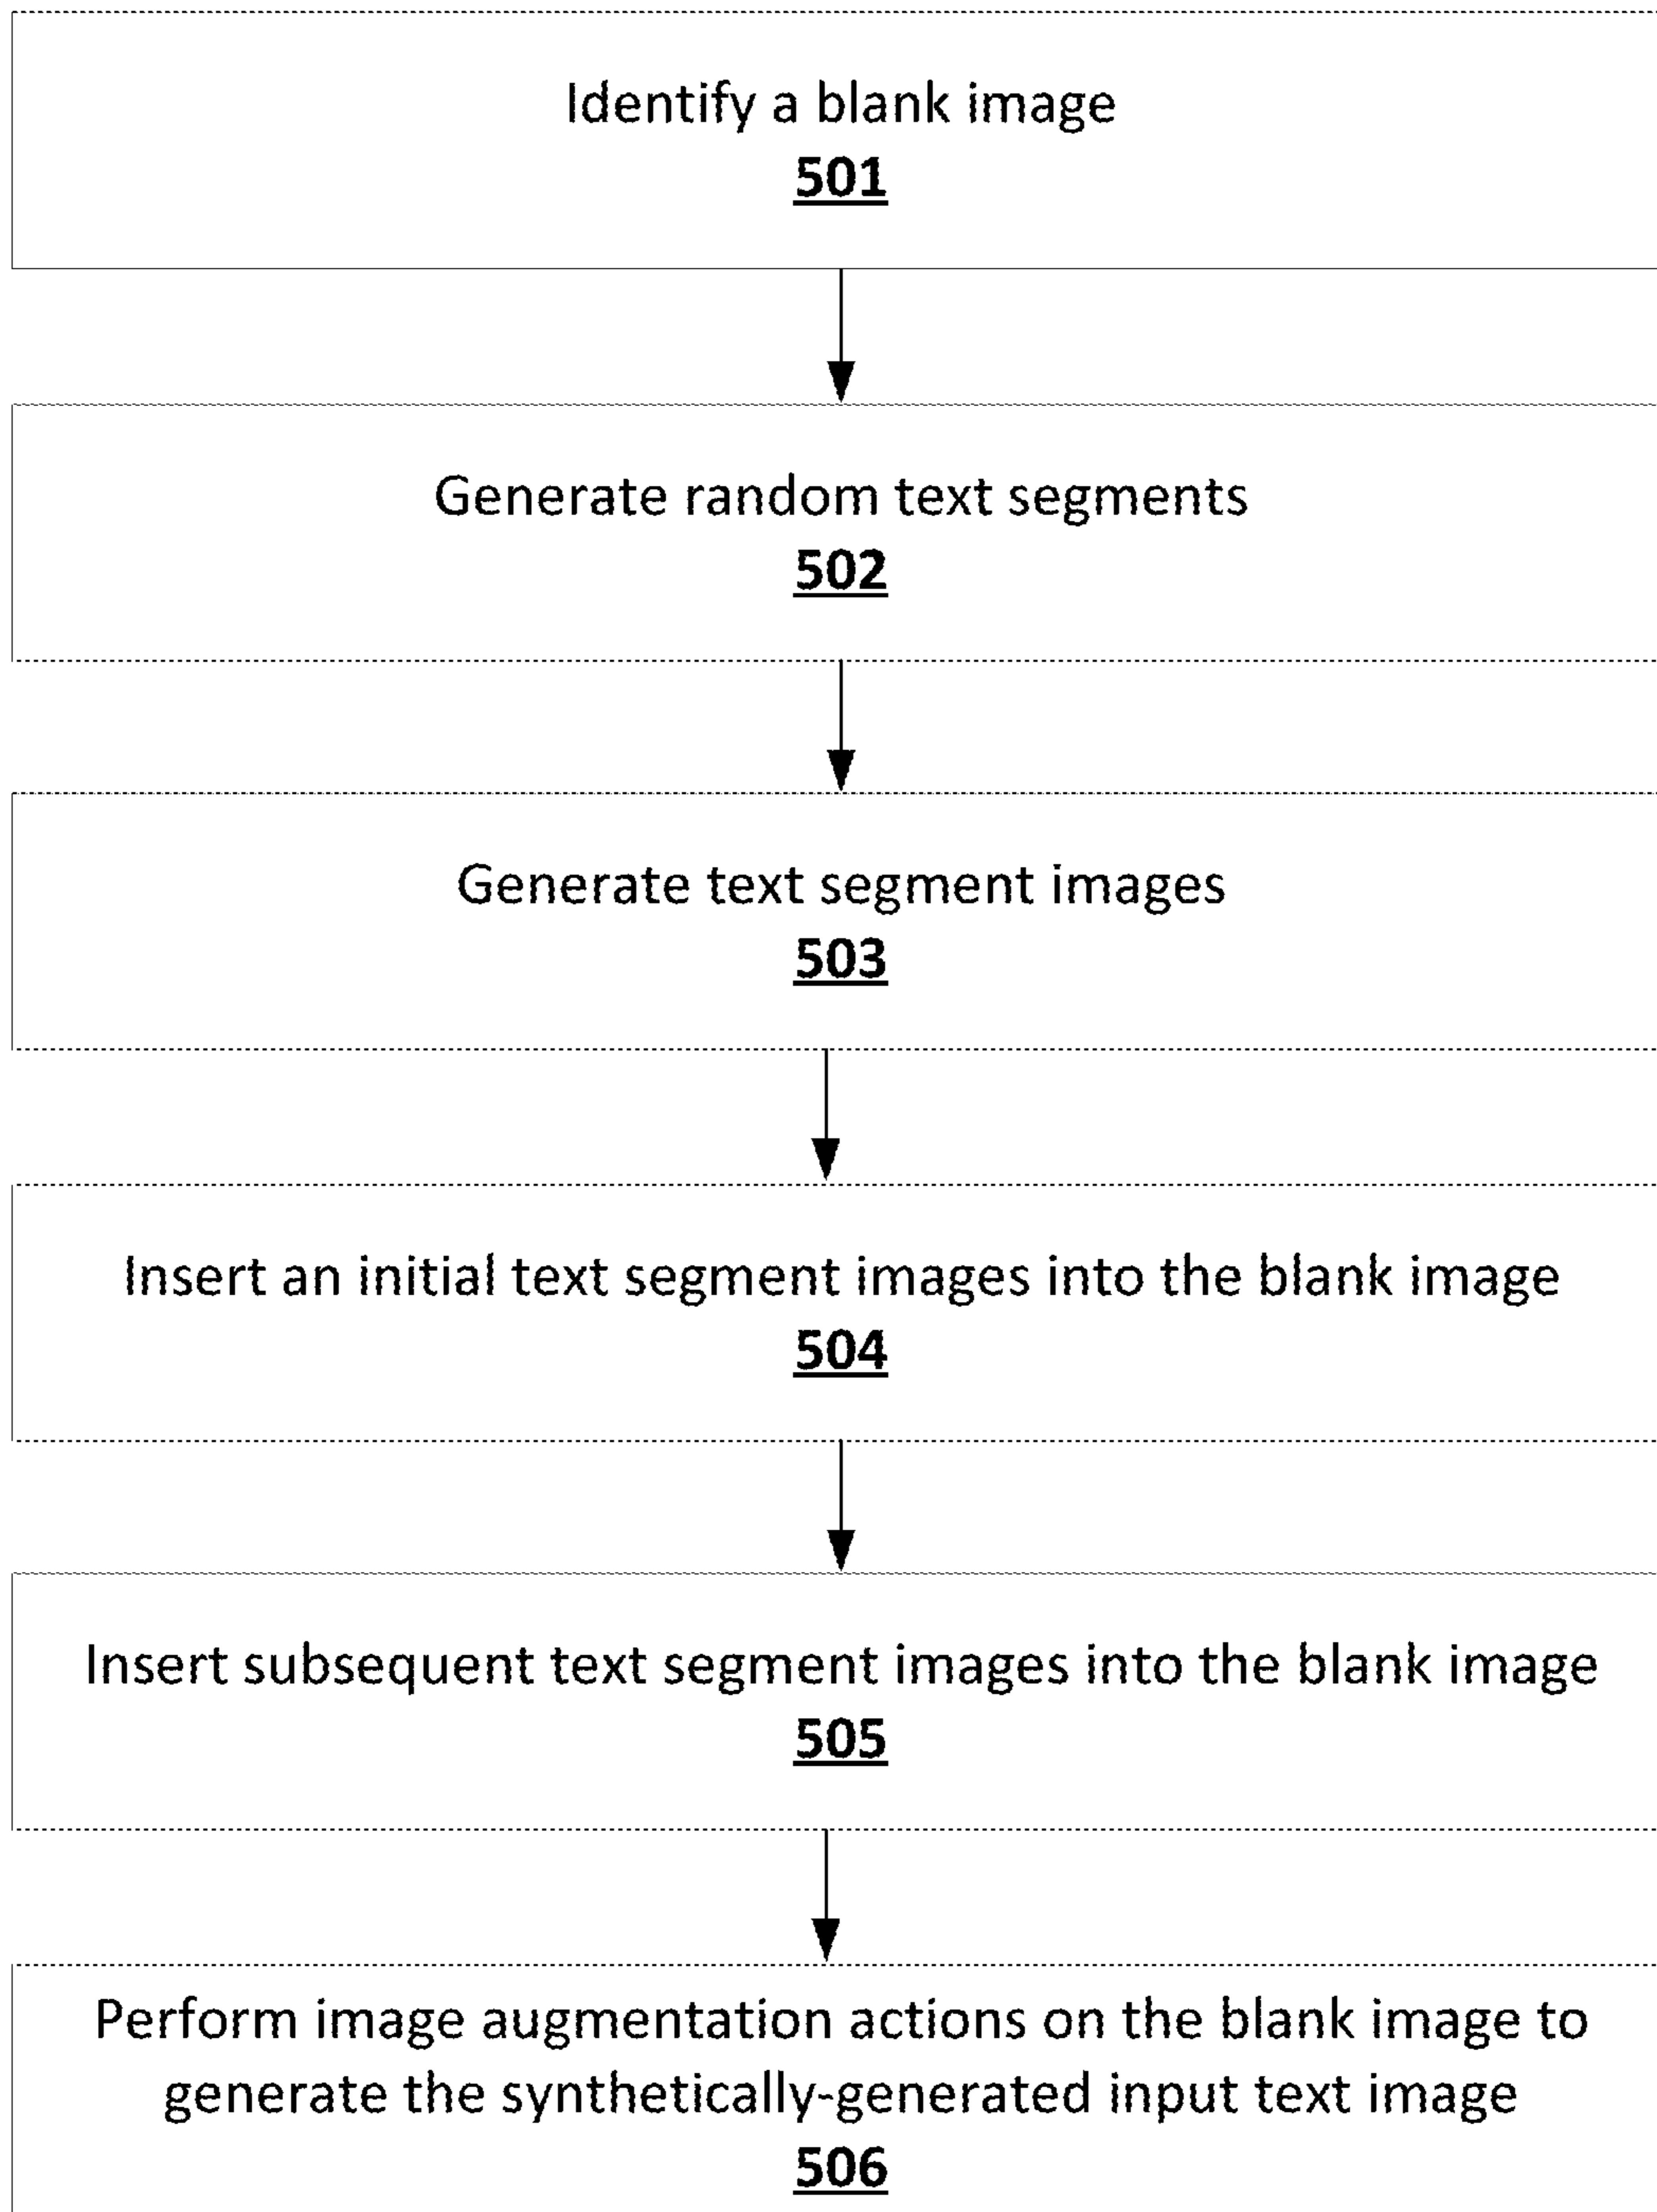 Identify a blank image
501
Generate random text segments
502
Generate text segment images
503
Insert an initial text segment images into the blank image
504
Insert subsequent text segment images into the blank image
505
Perform image augmentation actions on the blank image to
generate the synthetically-generated input text image
506